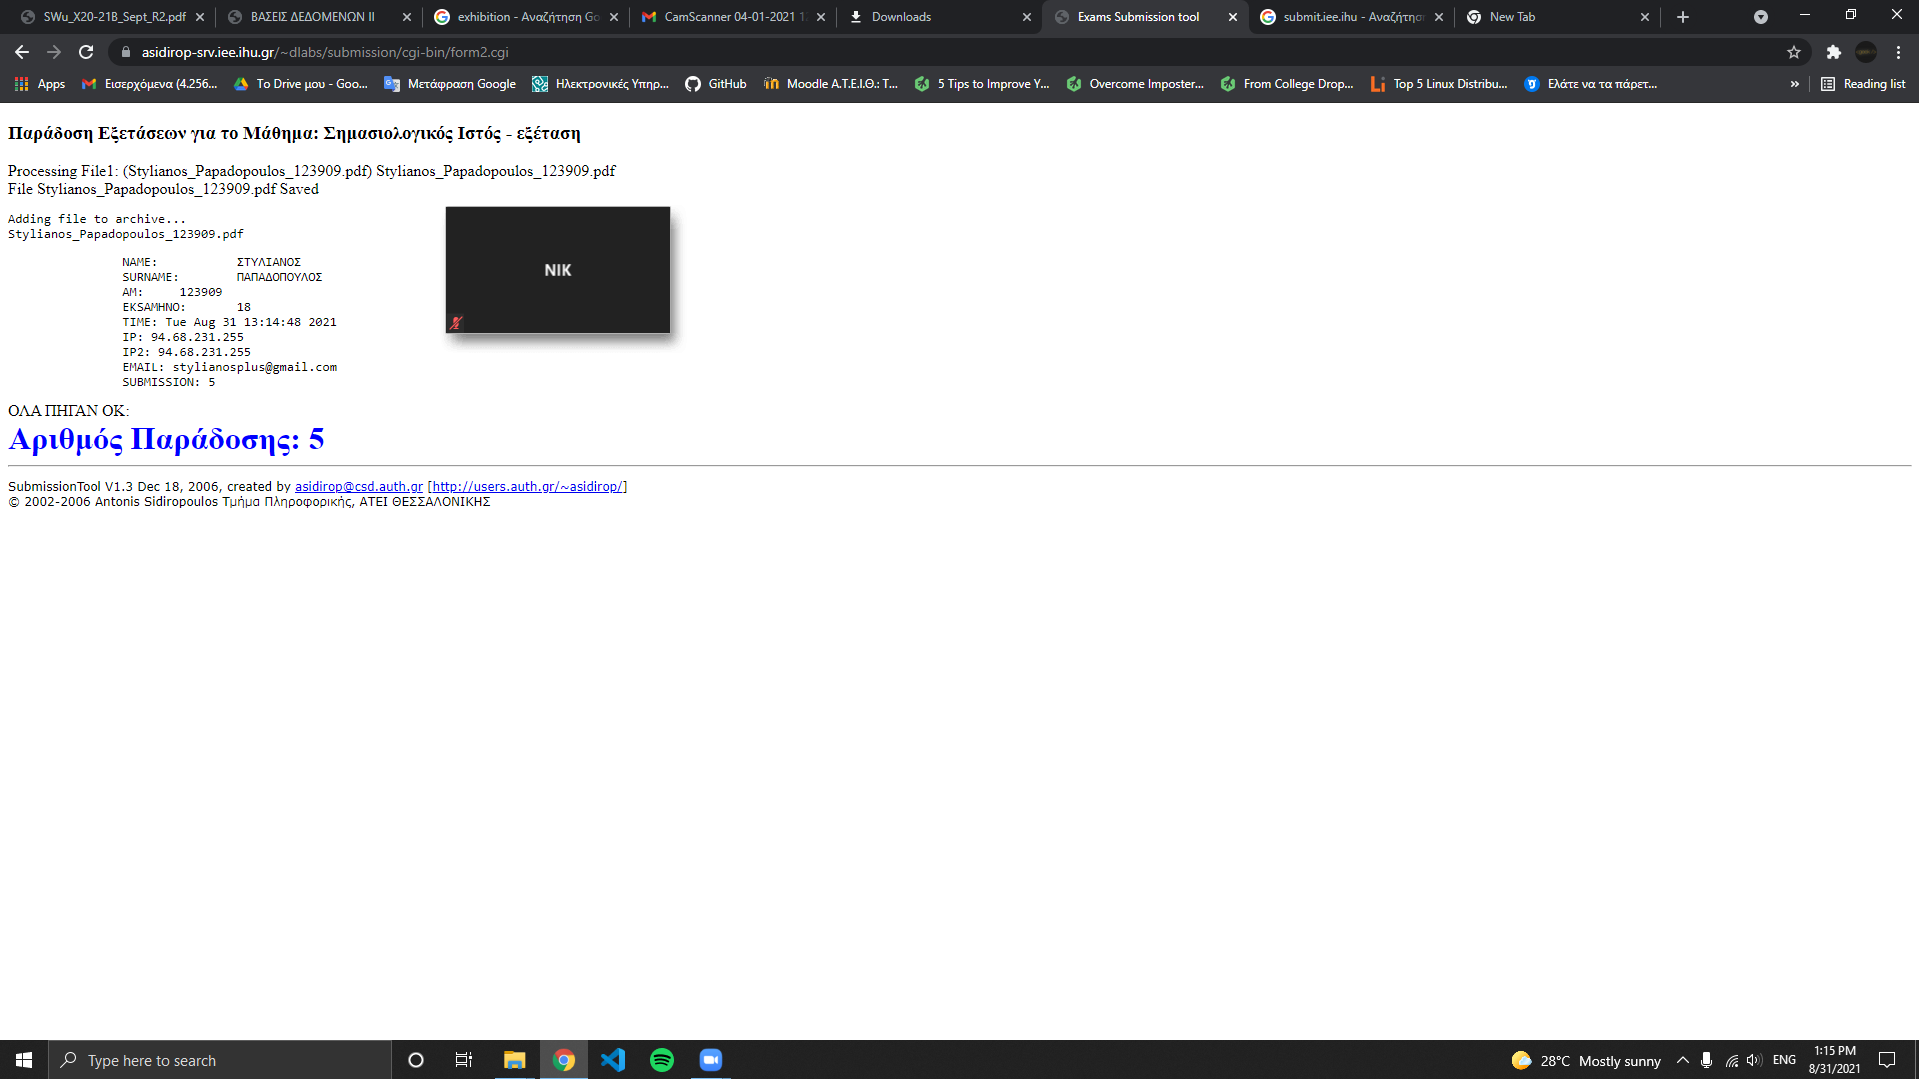 SWu_X20-21B_Sept_R2.pdf
ΒΑΣΕΙΣ ΔΕΔΟΜΕΝΩΝ ΙΙ
exhibition - Αναζήτηση Go
CamScanner 04-01-2021 1
Downloads
Exams Submission tool
submit.iee.ihu - Αναζήτησ
New Tab
asidirop-srv.iee.ihu.gr/~dlabs/submission/cgi-bin/form2.cgi
Apps
Εισερχόμενα (4.256...
Το Drive μου - Goo...
Μετάφραση Google
Ηλεκτρονικές Υπηρ...
GitHub
Moodle Α.Τ.Ε.Ι.Θ.: Τ...
5 Tips to Improve Y...
Overcome Imposter...
From College Drop...
Top 5 Linux Distribu...
Ελάτε να τα πάρετ...
»
Reading list
Παράδοση Εξετάσεων για το Μάθημα: Σημασιολογικός Ιστός - εξέταση
Processing File1: (Stylianos_Papadopoulos_123909.pdf) Stylianos_Papadopoulos_123909.pdf
File Stylianos_Papadopoulos_123909.pdf Saved
Adding file to archive...
Stylianos_Papadopoulos_123909.pdf
NAME: ΣΤΥΛΙΑΝΟΣ
SURNAME: ΠΑΠΑΔΟΠΟΥΛΟΣ
AM: 123909
EKSAMHNO: 18
TIME: Tue Aug 31 13:14:48 2021
IP: 94.68.231.255
IP2: 94.68.231.255
EMAIL: stylianosplus@gmail.com
SUBMISSION: 5
NIK
ΟΛΑ ΠΗΓΑΝ ΟΚ:
Αριθμός Παράδοσης: 5
SubmissionTool V1.3 Dec 18, 2006, created by asidirop@csd.auth.gr [http://users.auth.gr/~asidirop/]
© 2002-2006 Antonis Sidiropoulos Τμήμα Πληροφορικής, ΑΤΕΙ ΘΕΣΣΑΛΟΝΙΚΗΣ
Type here to search
28°C Mostly sunny
ENG
1:15 PM
8/31/2021